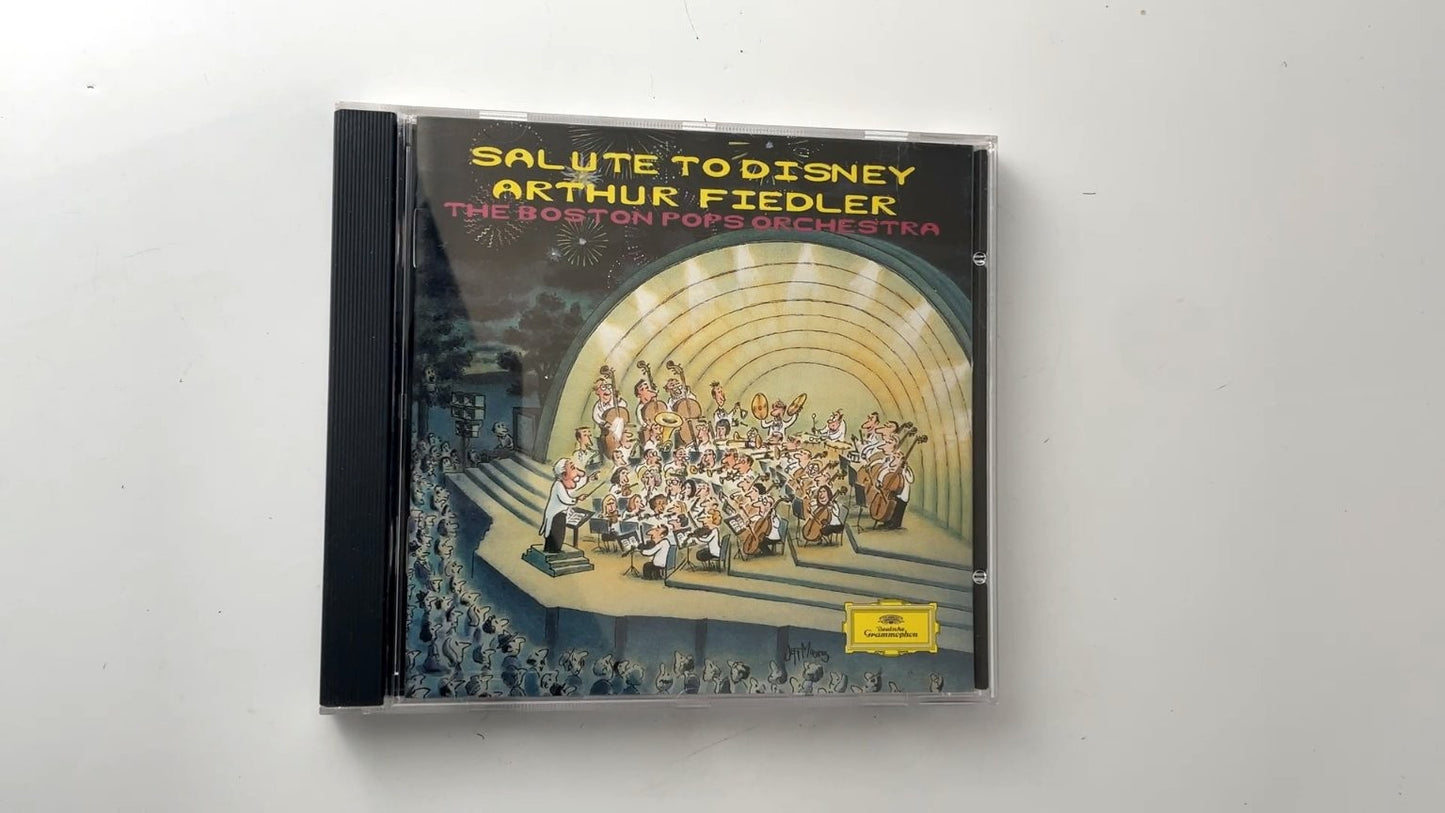 SALUTE TO DISNEY
ARTHUR FIEDLER
THE BOSTON POPS ORCHESTRA
Deutsche
Grammophon